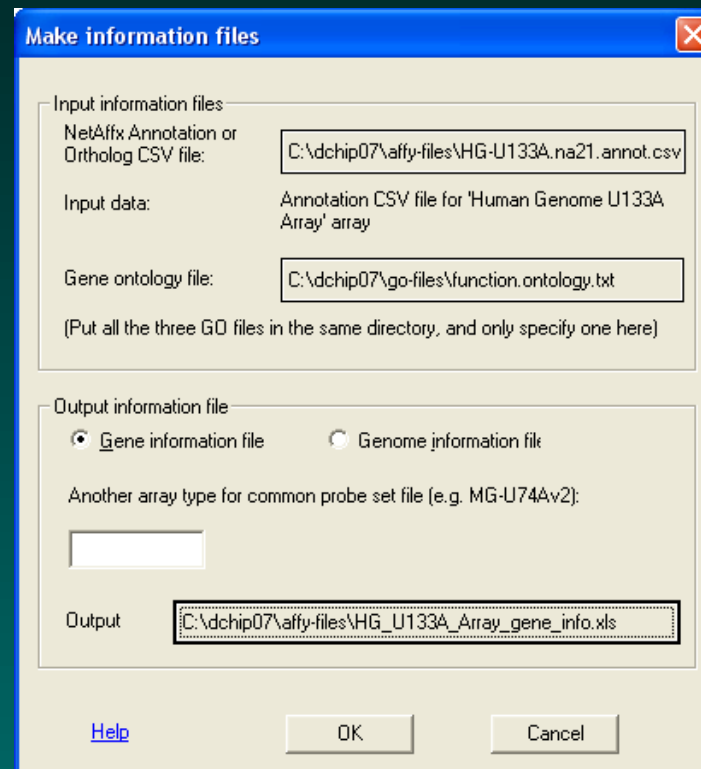 Make information files
Input information files
NetAffx Annotation or
Ortholog CSV file:
C:\dchip07\affy-files\HG-U133A.na21.annot.csv
Input data:
Annotation CSV file for 'Human Genome U133A
Array' array
Gene ontology file:
C:\dchip07\go-files\function.ontology.txt
(Put all the three GO files in the same directory, and only specify one here)
Output information file
Gene information file
Genome information file
Another array type for common probe set file (e.g. MG-U74Av2):
Output
C:\dchip07\affy-files\HG_U133A_Array_gene_info.xls
Help
OK
Cancel